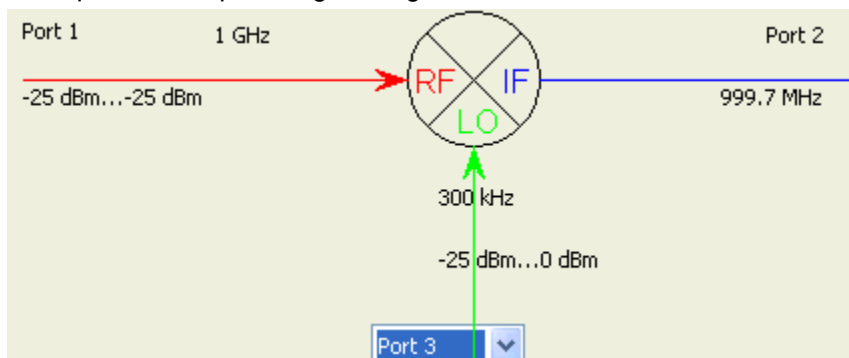 Port 1
1 GHz
Port 2
RF
IF
-25 dBm...-25 dBm
999.7 MHz
LO
300 kHz
-25 dBm...0 dBm
Port 3